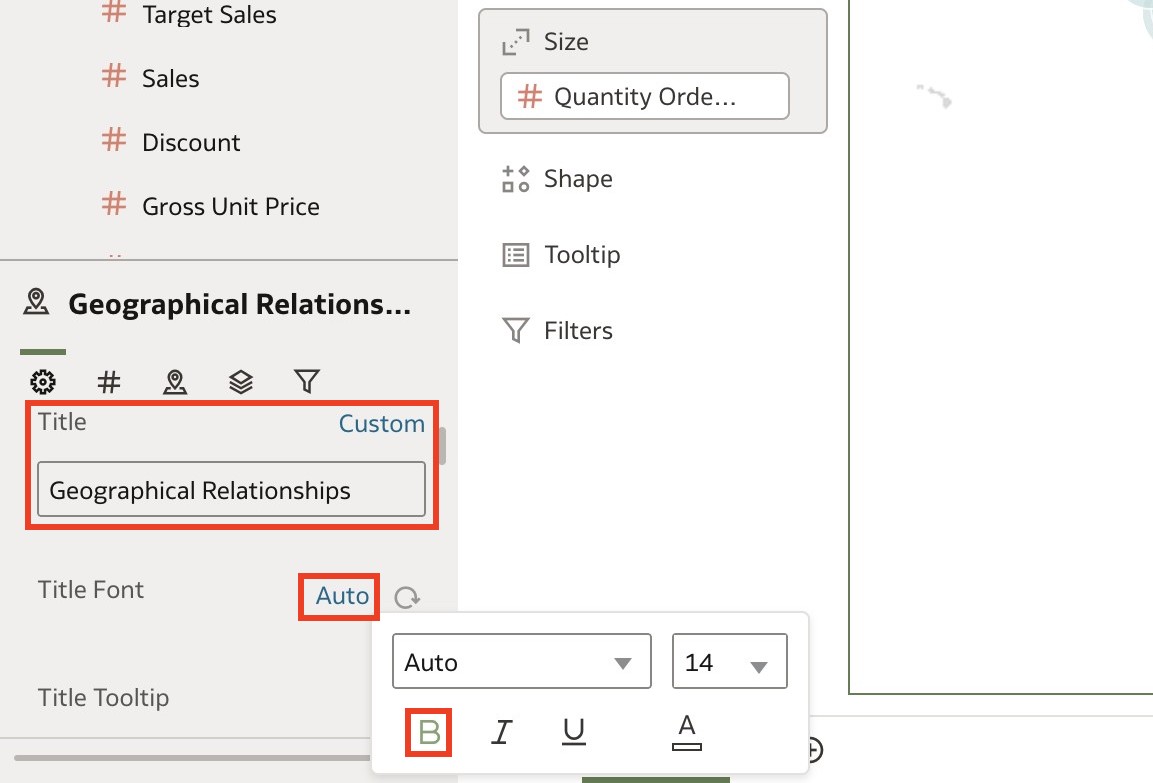 Target Sales
Sales
Discount
Gross Unit Price
Size
Quantity Orde...
Shape
Tooltip
Filters
Geographical Relations...
Title
Custom
Geographical Relationships
Title Font
Auto
Title Tooltip
Auto
14
B I U A